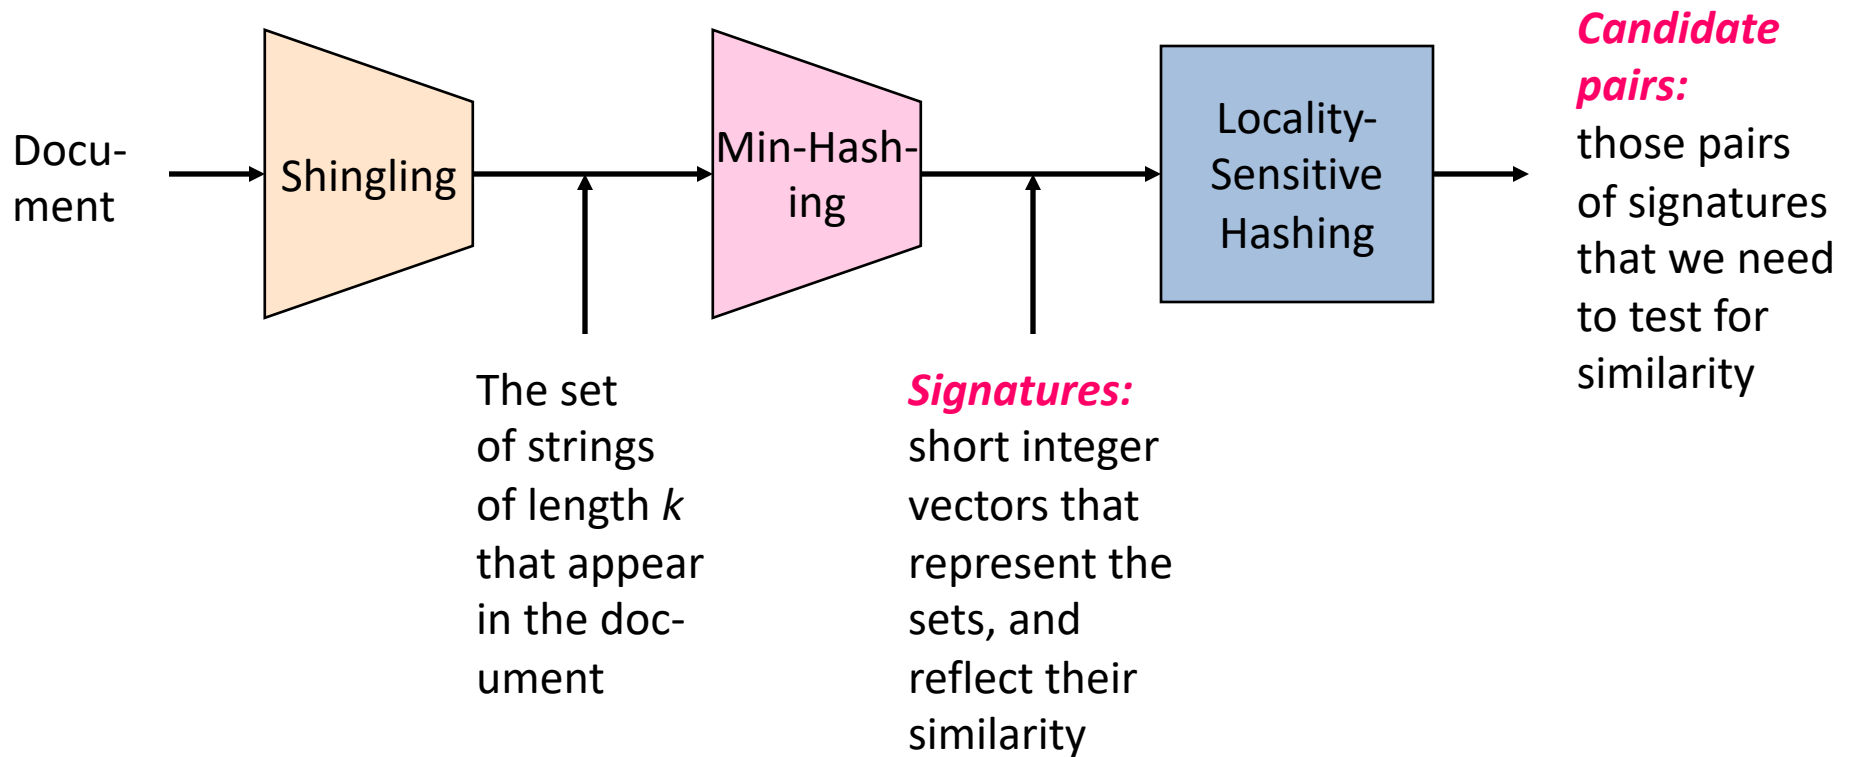 Docu-
ment
Shingling
The set
of strings
of length k
that appear
in the doc-
ument
Min-Hash-
ing
Signatures:
short integer
vectors that
represent the
sets, and
reflect their
similarity
Locality-
Sensitive
Hashing
Candidate
pairs:
those pairs
of signatures
that we need
to test for
similarity